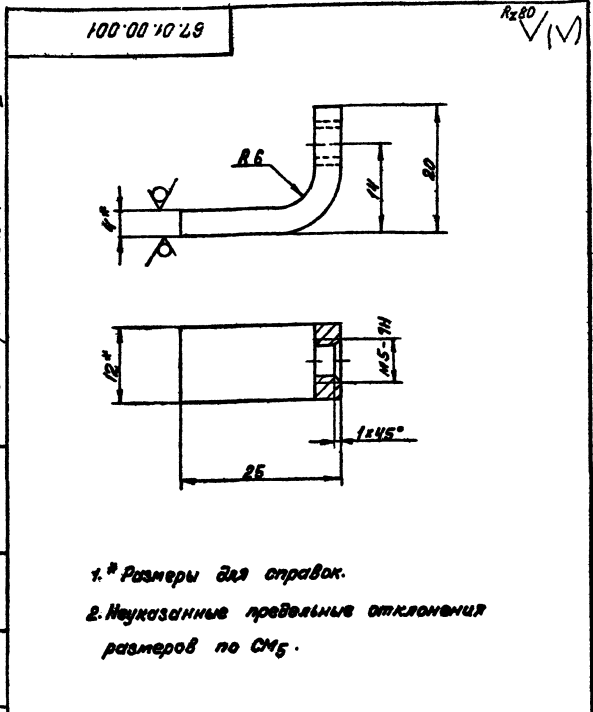 67.01.00.001
Rz80
R6
4*
14
20
12*
M5-7H
1x45°
25
1.* Размеры для справок.
2. Неуказанные предельные отклонения
размеров по СМ5.